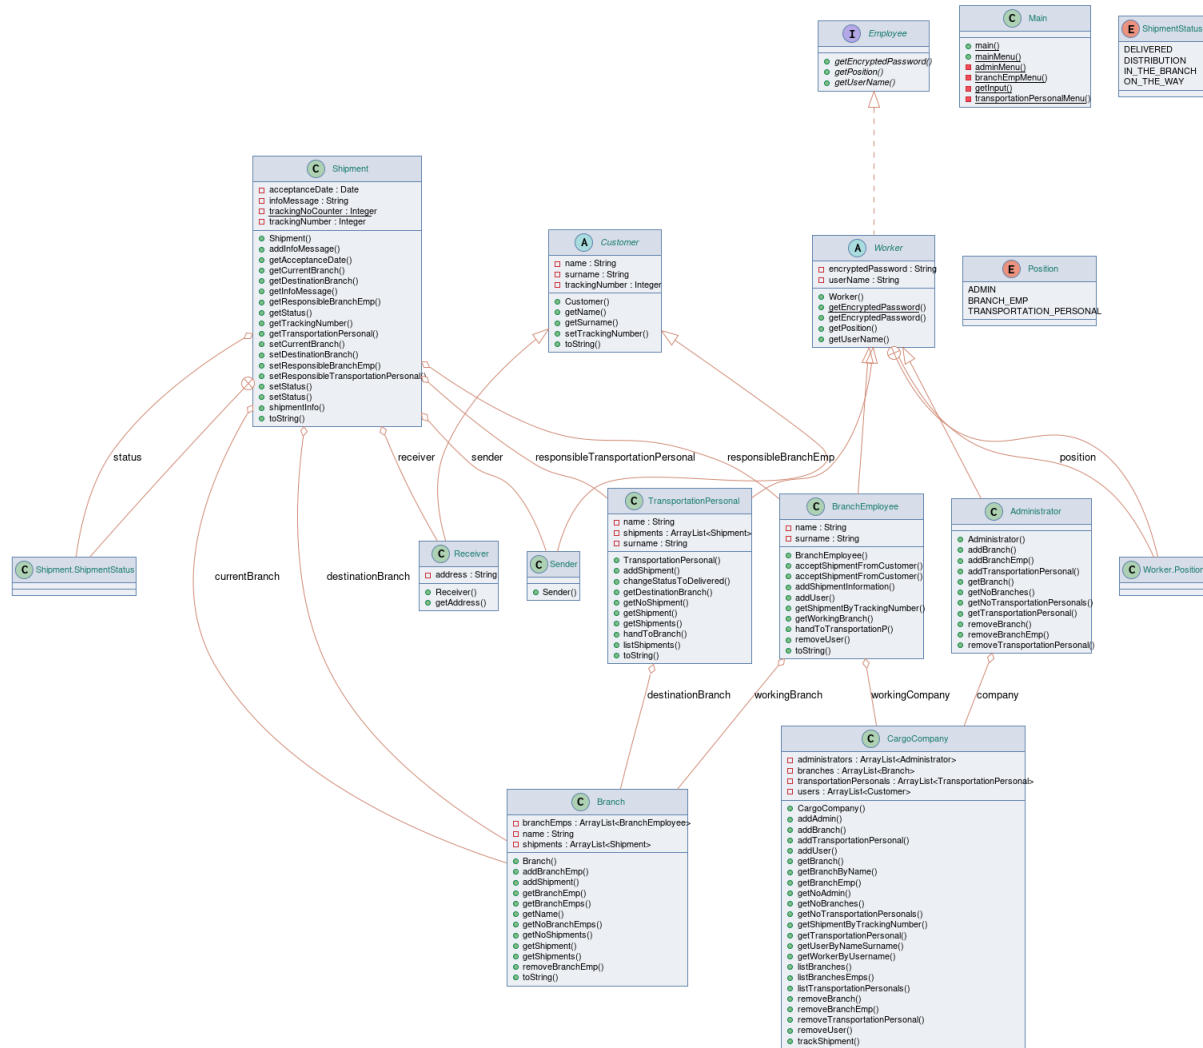 I Employee
getEncryptedPassword()
getPosition()
getUserName()
C Main
main()
mainMenu()
adminMenu()
branchEmpMenu()
getInput()
transportationPersonalMenu()
E ShipmentStatus
DELIVERED
DISTRIBUTION
IN_THE_BRANCH
ON_THE_WAY
C Shipment
acceptanceDate : Date
infoMessage : String
trackingNoCounter : Integer
trackingNumber : Integer
Shipment()
addInfoMessage()
getAcceptanceDate()
getCurrentBranch()
getDestinationBranch()
getInfoMessage()
getResponsibleBranchEmp()
getStatus()
getTrackingNumber()
getTransportationPersonal()
setCurrentBranch()
setDestinationBranch()
setResponsibleBranchEmp()
setResponsibleTransportationPersonal()
setStatus()
setStatus()
shipmentInfo()
toString()
A Customer
name : String
surname : String
trackingNumber : Integer
Customer()
getName()
getSurname()
setTrackingNumber()
toString()
A Worker
encryptedPassword : String
userName : String
Worker()
getEncryptedPassword()
getEncryptedPassword()
getPosition()
getUserName()
E Position
ADMIN
BRANCH_EMP
TRANSPORTATION_PERSONAL
status
receiver
sender
responsibleTransportationPersonal
responsibleBranchEmp
position
C Shipment.ShipmentStatus
currentBranch
destinationBranch
C Receiver
address : String
Receiver()
getAddress()
C Sender
Sender()
C TransportationPersonal
name : String
shipments : ArrayList<Shipment>
surname : String
TransportationPersonal()
addShipment()
changeStatusToDelivered()
getDestinationBranch()
getNoShipment()
getShipment()
getShipments()
handToBranch()
listShipments()
toString()
C BranchEmployee
name : String
surname : String
BranchEmployee()
acceptShipmentFromCustomer()
acceptShipmentFromCustomer()
addShipmentInformation()
addUser()
getShipmentByTrackingNumber()
getWorkingBranch()
handToTransportationP()
removeUser()
toString()
C Administrator
Administrator()
addBranch()
addBranchEmp()
addTransportationPersonal()
getBranch()
getNoBranches()
getNoTransportationPersonals()
getTransportationPersonal()
removeBranch()
removeBranchEmp()
removeTransportationPersonal()
C Worker.Position
destinationBranch
workingBranch
workingCompany
company
C Branch
branchEmps : ArrayList<BranchEmployee>
name : String
shipments : ArrayList<Shipment>
Branch()
addBranchEmp()
addShipment()
getBranchEmp()
getBranchEmps()
getName()
getNoBranchEmps()
getNoShipments()
getShipment()
getShipments()
removeBranchEmp()
toString()
C CargoCompany
administrators : ArrayList<Administrator>
branches : ArrayList<Branch>
transportationPersonals : ArrayList<TransportationPersonal>
users : ArrayList<Customer>
CargoCompany()
addAdmin()
addBranch()
addTransportationPersonal()
addUser()
getBranch()
getBranchByName()
getBranchEmp()
getNoAdmin()
getNoBranches()
getNoTransportationPersonals()
getShipmentByTrackingNumber()
getTransportationPersonal()
getUserByNameSurname()
getWorkerByUsername()
listBranches()
listBranchesEmps()
listTransportationPersonals()
removeBranch()
removeBranchEmp()
removeTransportationPersonal()
removeUser()
trackShipment()